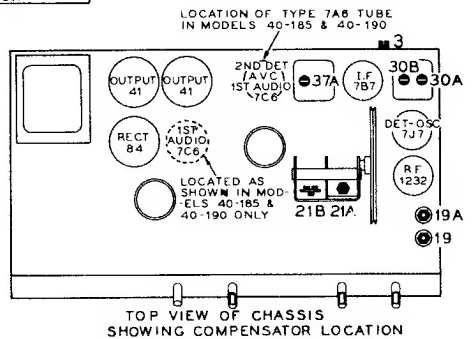 LOCATION OF TYPE 7A6 TUBE
IN MODELS 40-185 & 40-190
3
OUTPUT
41
OUTPUT
41
2ND DET
(AVC
1ST AUDIO
7C6
37A
I.F
7B7
30B
30A
RECT
84
1ST
AUDIO
7C6
DET-OSC
7J7
RF
1232
LOCATED AS
SHOWN IN MOD-
ELS 40-185 &
40-190 ONLY
21B 21A
19A
19
TOP VIEW OF CHASSIS
SHOWING COMPENSATOR LOCATION